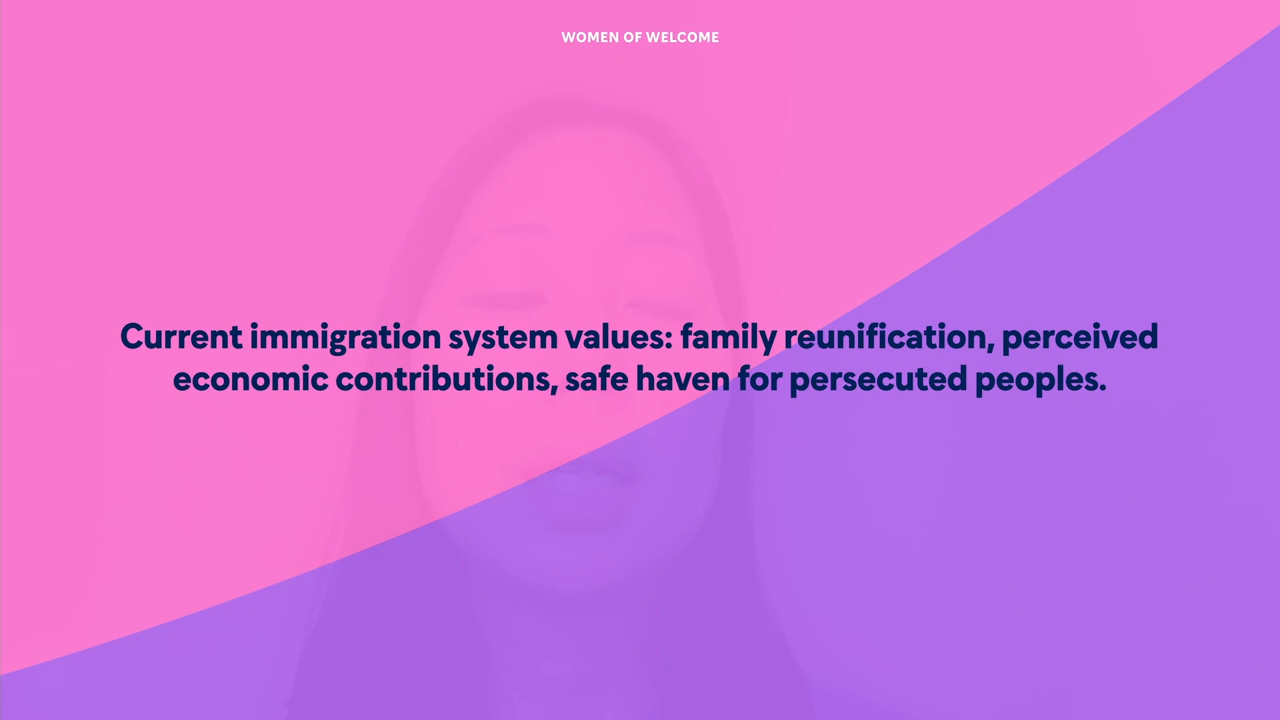 WOMEN OF WELCOME
Current immigration system values: family reunification, perceived
economic contributions, safe haven for persecuted peoples.